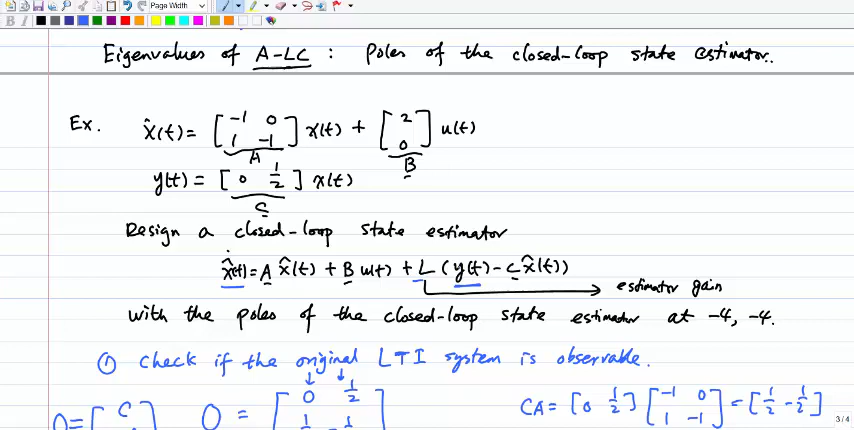 Page Width
Eigenvalues of A-LC : Poles of the closed-loop state estimator.
Ex. ẋ(t) = [-1 0; 1 -1] x(t) + [2; 0] u(t)
A B
y(t) = [0 1/2] x(t)
C
Design a closed-loop state estimator
x̂̇(t) = A x̂(t) + B u(t) + L (y(t) - C x̂(t))
estimator gain
with the poles of the closed-loop state estimator at -4, -4.
① Check if the original LTI system is observable.
O = [C O = [0 1/2; 1/2 -1/2] CA = [0 1/2] [-1 0; 1 -1] = [1/2 -1/2]
3 / 4